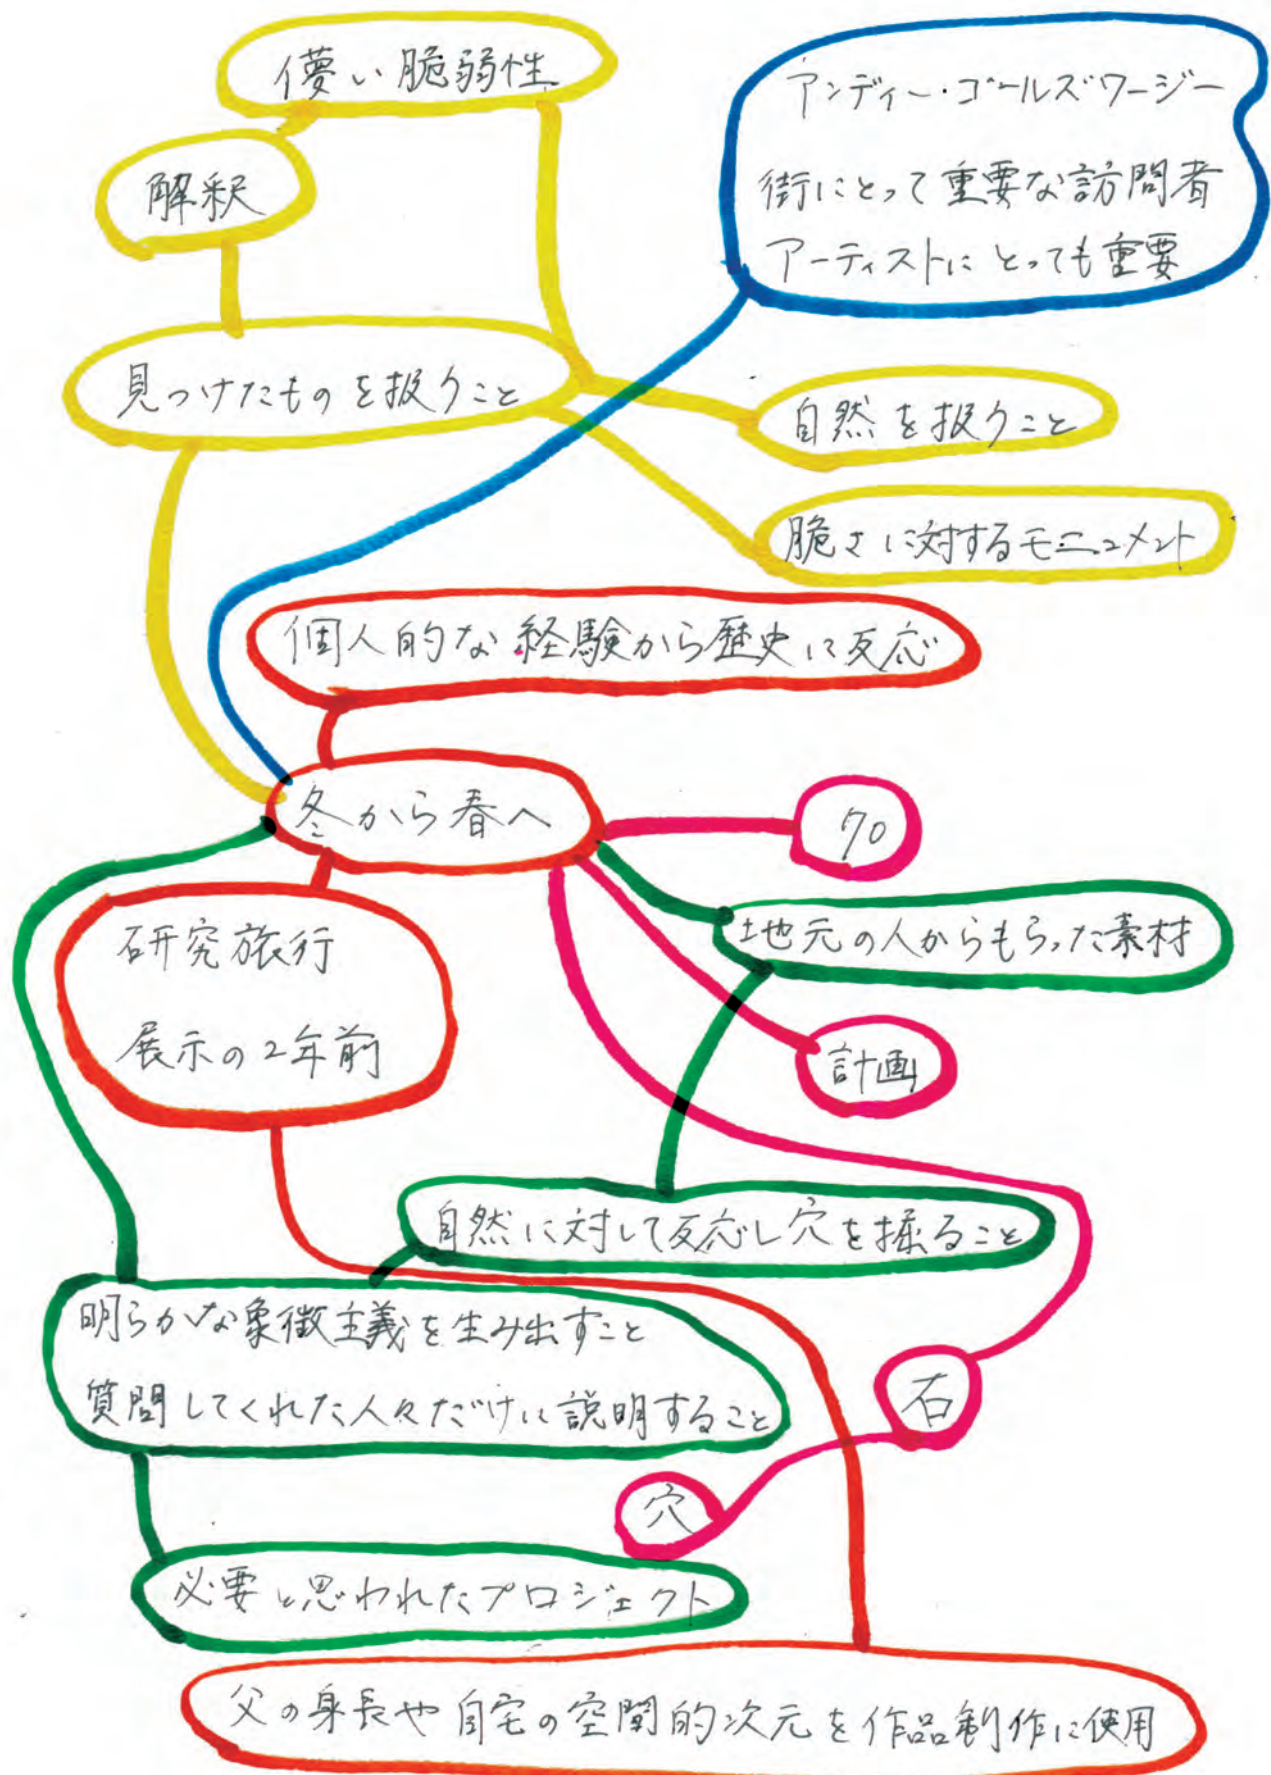 儚い脆弱性
アンディー・ゴールズワージー
街にとって重要な訪問者
アーティストにとっても重要
解釈
見つけたものを扱うこと
自然を扱うこと
脆さに対するモニュメント
個人的な経験から歴史に反応
冬から春へ
70
地元の人からもらった素材
研究旅行
展示の2年前
計画
自然に対して反応し穴を掘ること
明らかな象徴主義を生み出すこと
質問してくれた人々だけに説明すること
石
穴
必要と思われたプロジェクト
父の身長や自宅の空間的次元を作品制作に使用